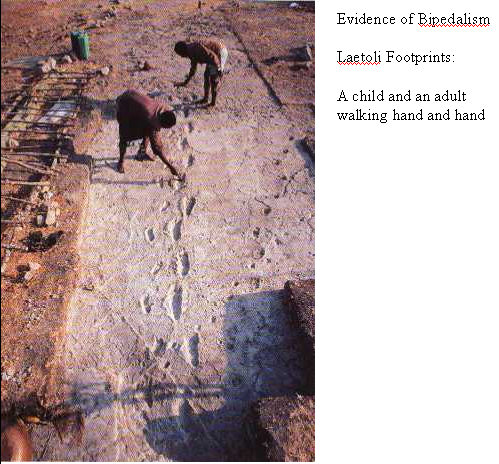 Evidence of Bipedalism
Laetoli Footprints:
A child and an adult
walking hand and hand